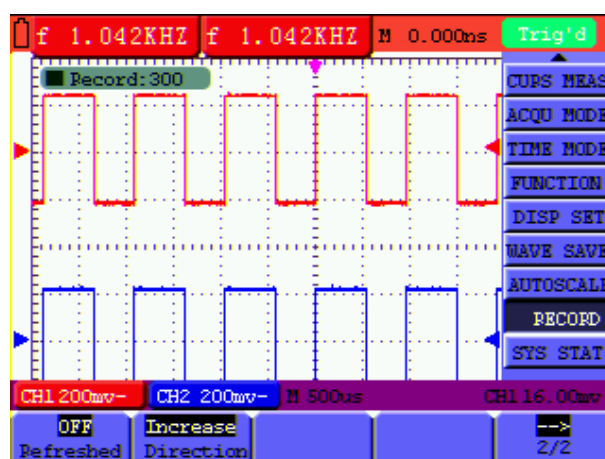 f 1.042KHZ f 1.042KHZ M 0.000ns Trig'd
Record:300
CUPS MEAS
ACQU MODE
TIME MODE
FUNCTION
DISP SET
WAVE SAVE
AUTOSCALE
RECORD
SYS STAT
CH1 200mv- CH2 200mv- M 500us CH1 16.00mv
OFF Increase -->
Refreshed Direction 2/2